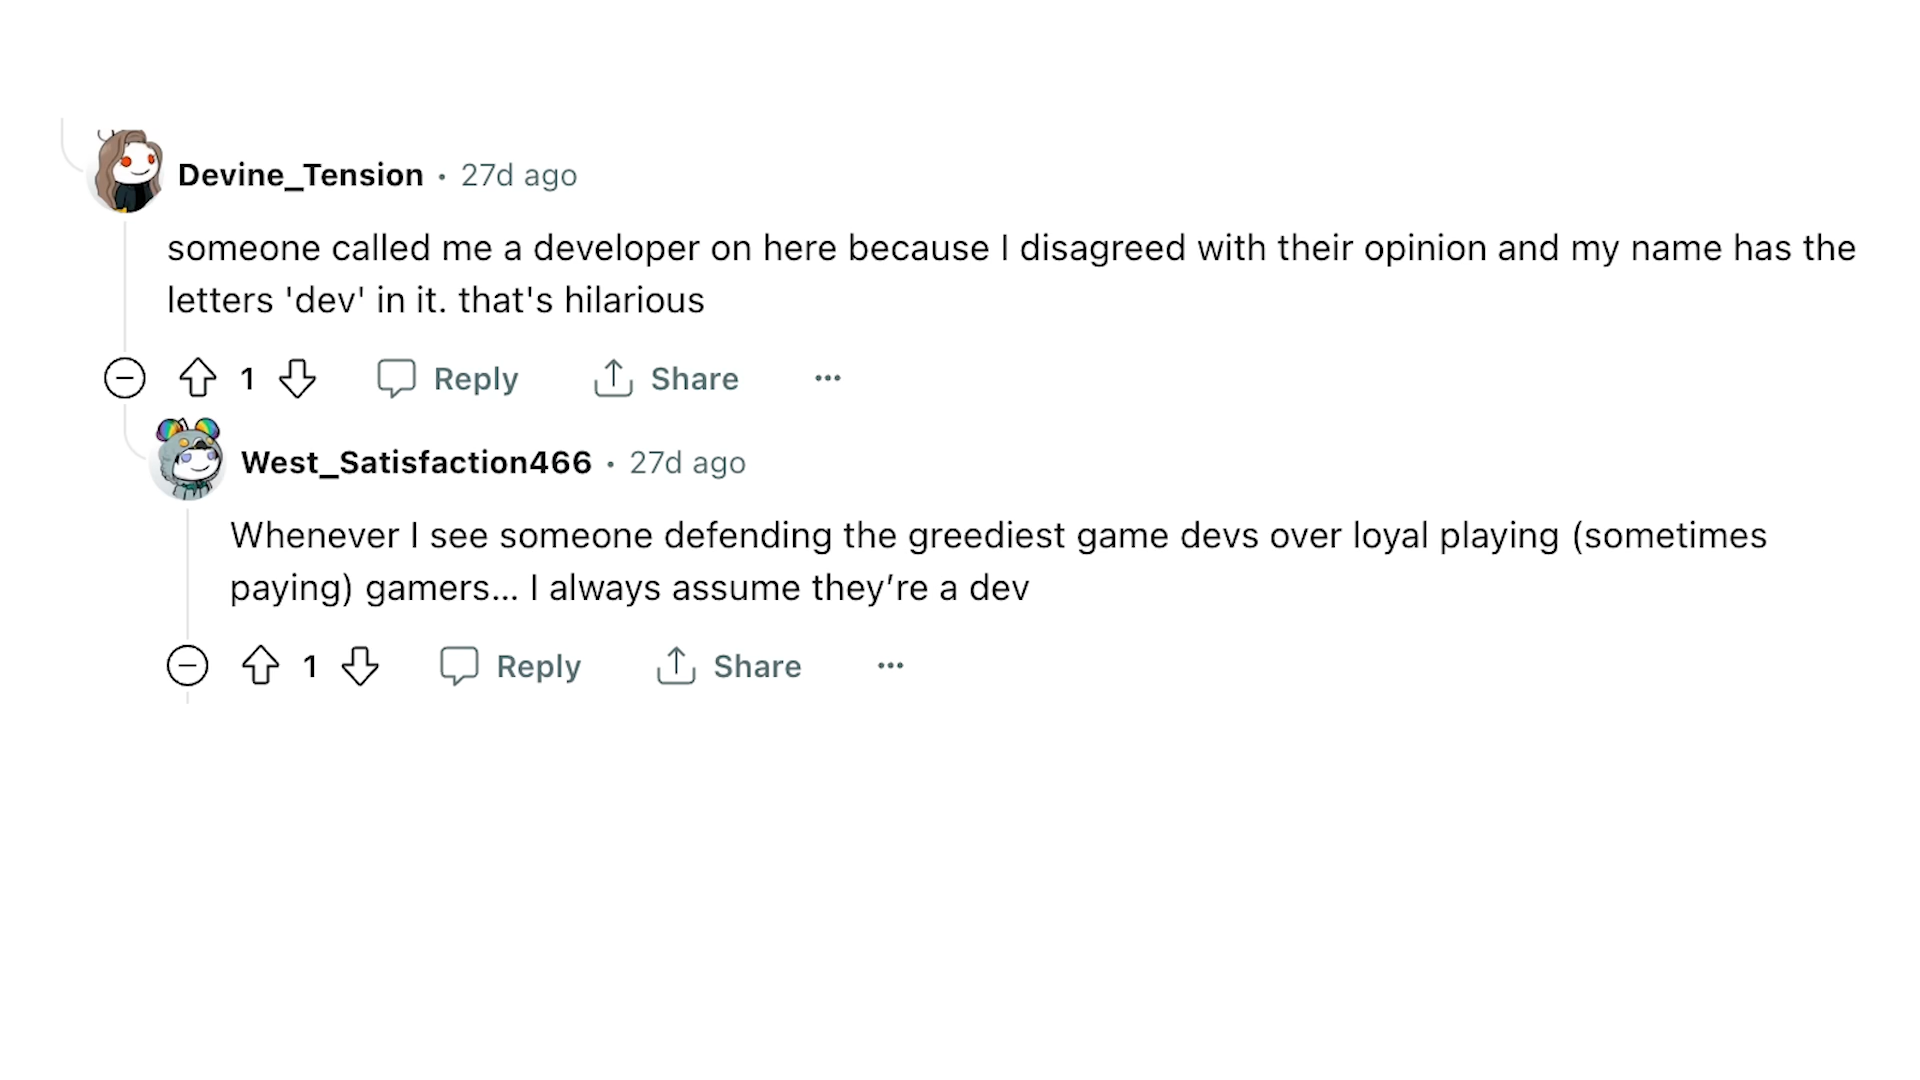 Devine_Tension • 27d ago
someone called me a developer on here because I disagreed with their opinion and my name has the
letters 'dev' in it. that's hilarious
1 Reply Share ...
West_Satisfaction466 • 27d ago
Whenever I see someone defending the greediest game devs over loyal playing (sometimes
paying) gamers... I always assume they’re a dev
1 Reply Share ...